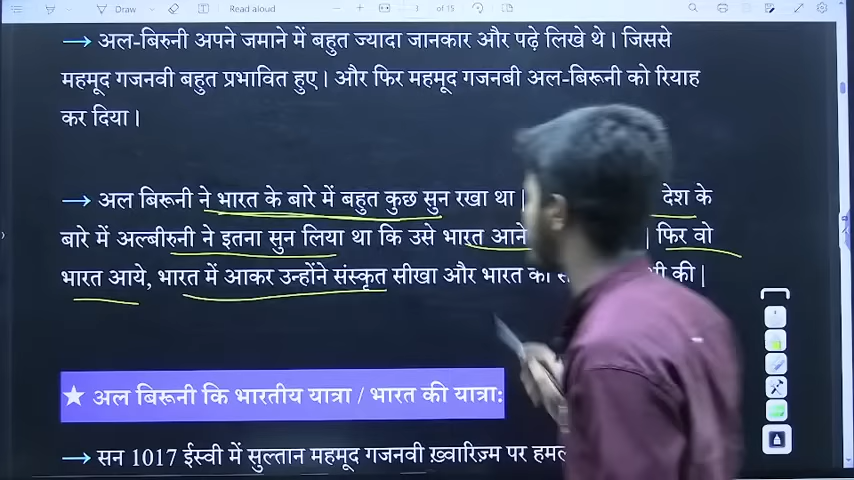 Draw
Read aloud
3 of 15
→ अल-बिरुनी अपने जमाने में बहुत ज्यादा जानकार और पढ़े लिखे थे | जिससे
महमूद गजनवी बहुत प्रभावित हुए | और फिर महमूद गजनबी अल-बिरूनी को रियाह
कर दिया |
→ अल बिरूनी ने भारत के बारे में बहुत कुछ सुन रखा था | देश के
बारे में अल्बीरुनी ने इतना सुन लिया था कि उसे भारत आने | फिर वो
भारत आये, भारत में आकर उन्होंने संस्कृत सीखा और भारत की की |
★ अल बिरूनी कि भारतीय यात्रा / भारत की यात्रा:
→ सन 1017 ईस्वी में सुल्तान महमूद गजनवी ख़्वारिज़्म पर